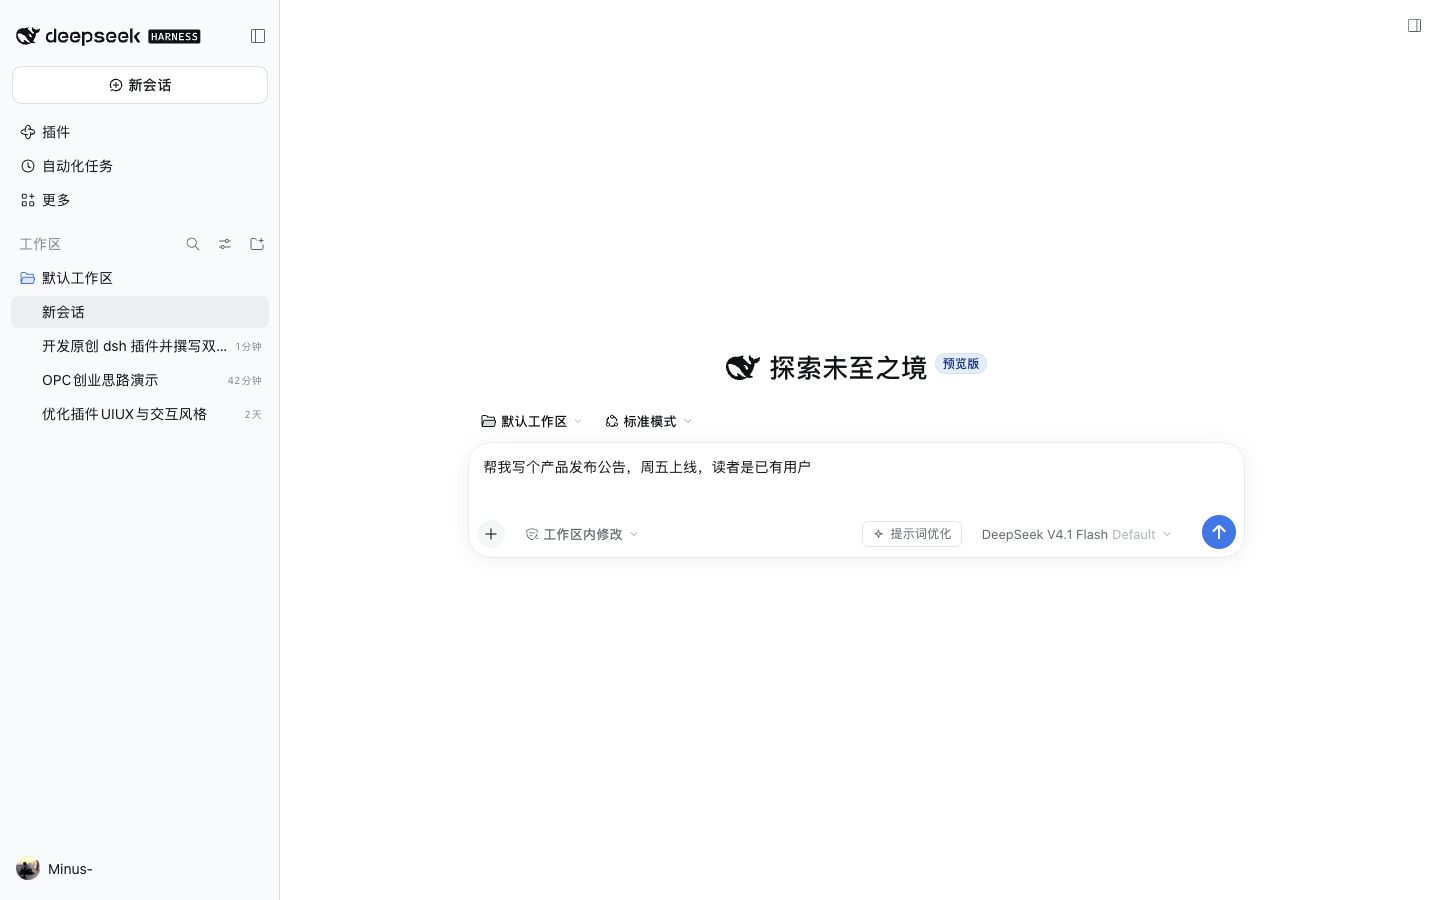 deepseek HARNESS
新会话
插件
自动化任务
更多
工作区
默认工作区
新会话
开发原创 dsh 插件并撰写双... 1分钟
OPC创业思路演示 42分钟
优化插件UIUX与交互风格 2天
Minus-
探索未至之境 预览版
默认工作区 标准模式
帮我写个产品发布公告，周五上线，读者是已有用户
工作区内修改 提示词优化 DeepSeek V4.1 Flash Default